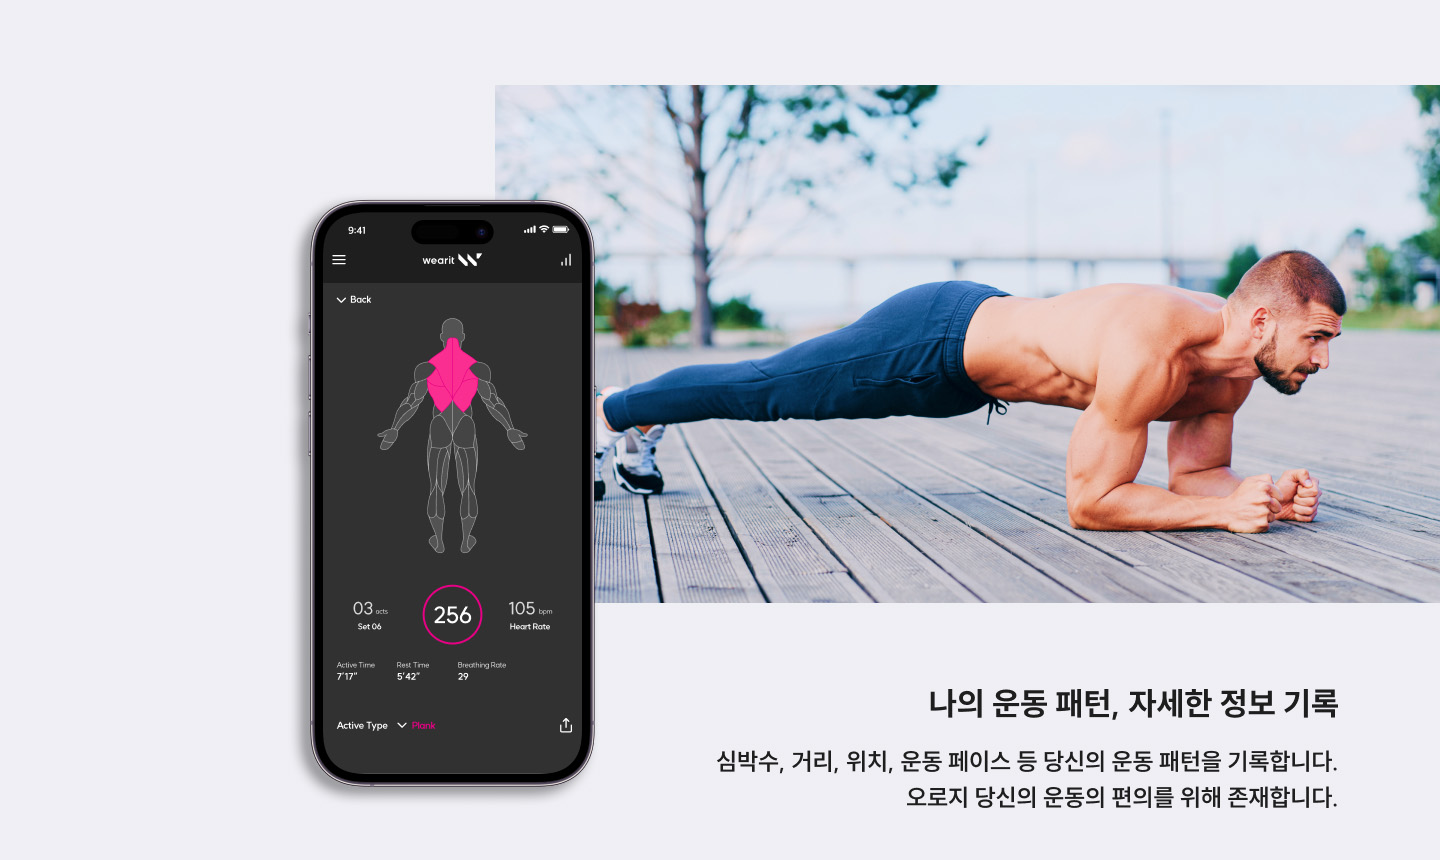 9:41
wearit
Back
03 acts
Set 06
256
105 bpm
Heart Rate
Active Time
7'17"
Rest Time
5'42"
Breathing Rate
29
Active Type
Plank
나의 운동 패턴, 자세한 정보 기록
심박수, 거리, 위치, 운동 페이스 등 당신의 운동 패턴을 기록합니다.
오로지 당신의 운동의 편의를 위해 존재합니다.